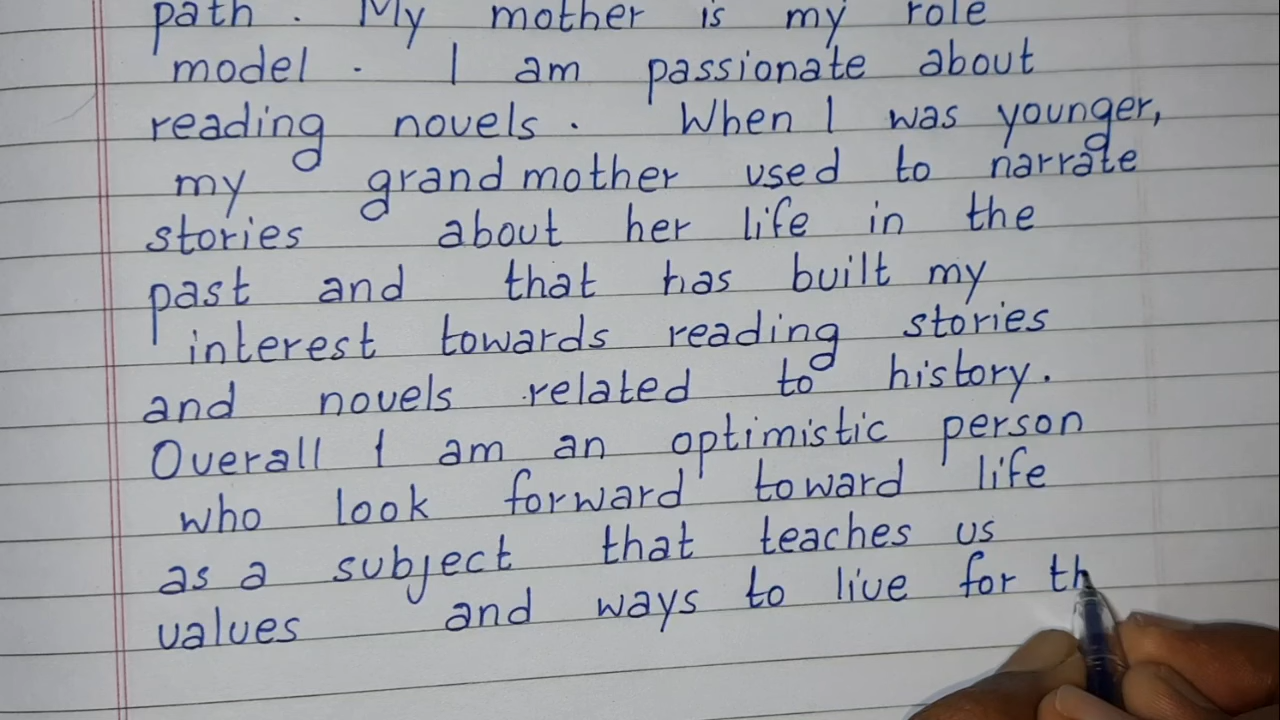 path. My mother is my role
model. I am passionate about
reading novels. When I was younger,
my grandmother used to narrate
stories about her life in the
past and that has built my
interest towards reading stories
and novels related to history.
Overall I am an optimistic person
who look forward toward life
as a subject that teaches us
values and ways to live for th